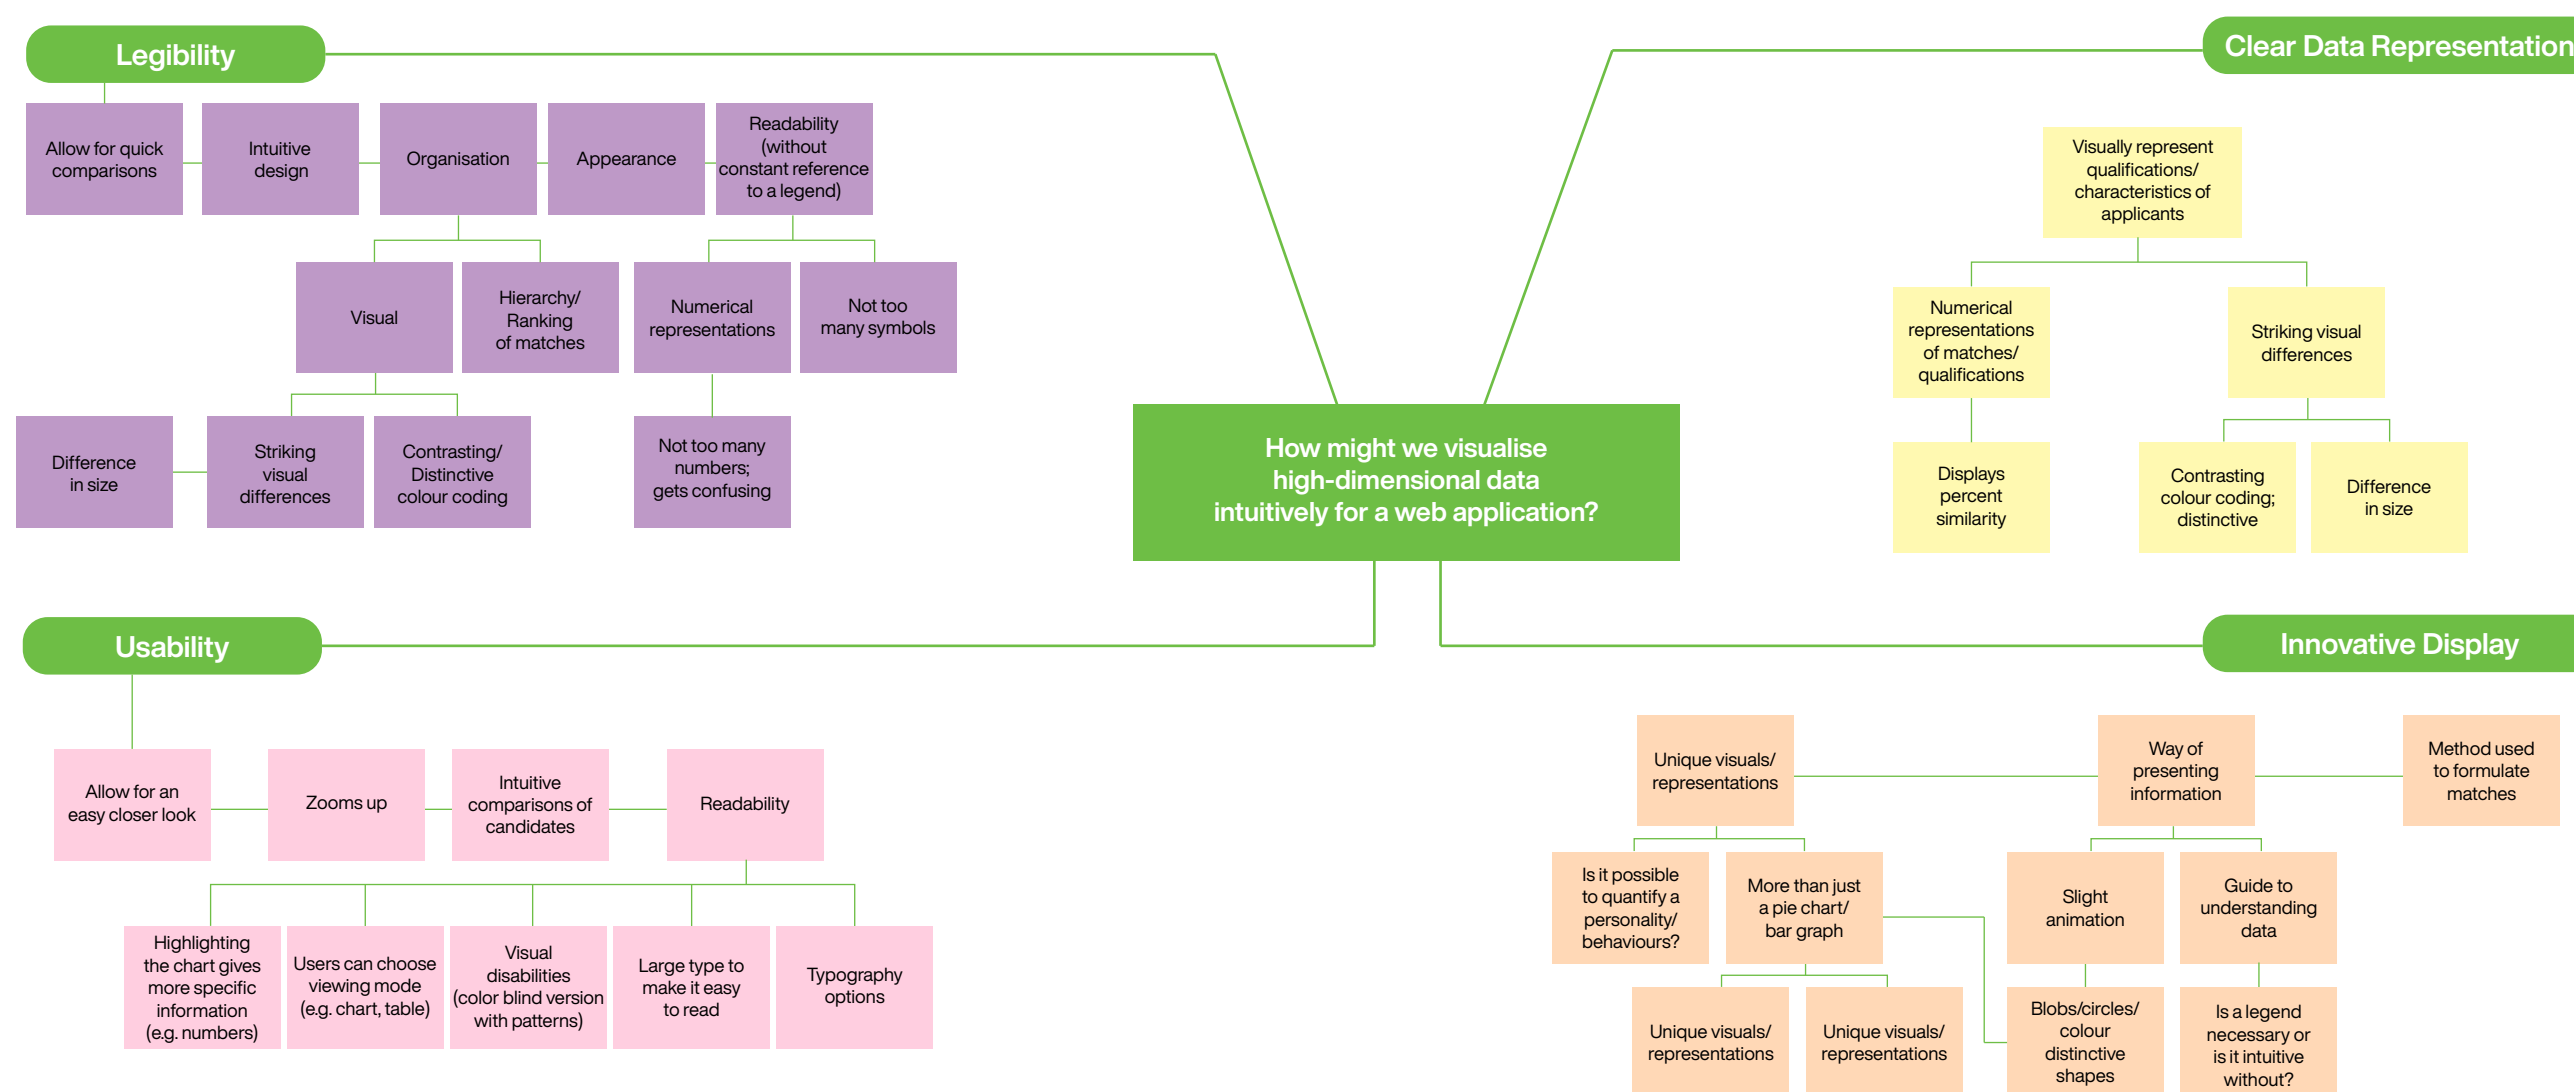 Legibility
Allow for quick
comparisons
Intuitive
design
Organisation
Appearance
Readability
(without
constant reference
to a legend)
Visual
Hierarchy/
Ranking
of matches
Numerical
representations
Not too
many symbols
Difference
in size
Striking
visual
differences
Contrasting/
Distinctive
colour coding
Not too many
numbers;
gets confusing
How might we visualise
high-dimensional data
intuitively for a web application?
Clear Data Representation
Visually represent
qualifications/
characteristics of
applicants
Numerical
representations
of matches/
qualifications
Striking visual
differences
Displays
percent
similarity
Contrasting
colour coding;
distinctive
Difference
in size
Usability
Allow for an
easy closer look
Zooms up
Intuitive
comparisons of
candidates
Readability
Highlighting
the chart gives
more specific
information
(e.g. numbers)
Users can choose
viewing mode
(e.g. chart, table)
Visual
disabilities
(color blind version
with patterns)
Large type to
make it easy
to read
Typography
options
Innovative Display
Unique visuals/
representations
Way of
presenting
information
Method used
to formulate
matches
Is it possible
to quantify a
personality/
behaviours?
More than just
a pie chart/
bar graph
Slight
animation
Guide to
understanding
data
Unique visuals/
representations
Unique visuals/
representations
Blobs/circles/
colour
distinctive
shapes
Is a legend
necessary or
is it intuitive
without?